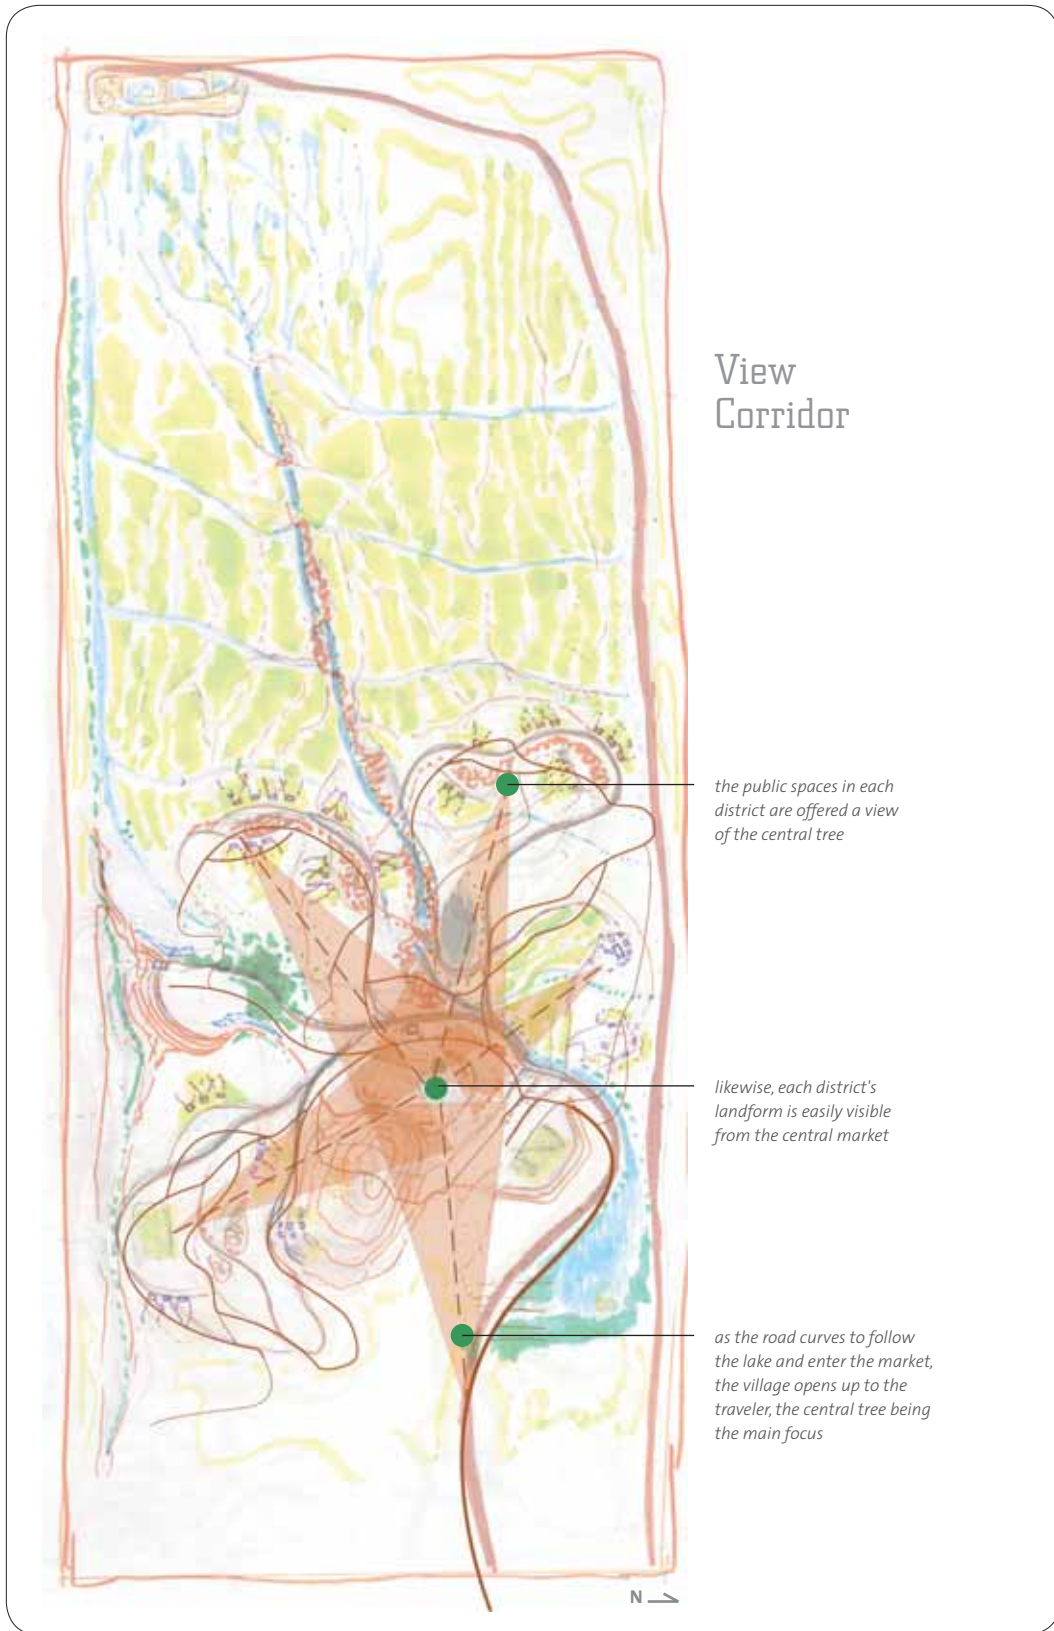 View
Corridor
the public spaces in each
district are offered a view
of the central tree
likewise, each district's
landform is easily visible
from the central market
as the road curves to follow
the lake and enter the market,
the village opens up to the
traveler, the central tree being
the main focus
N